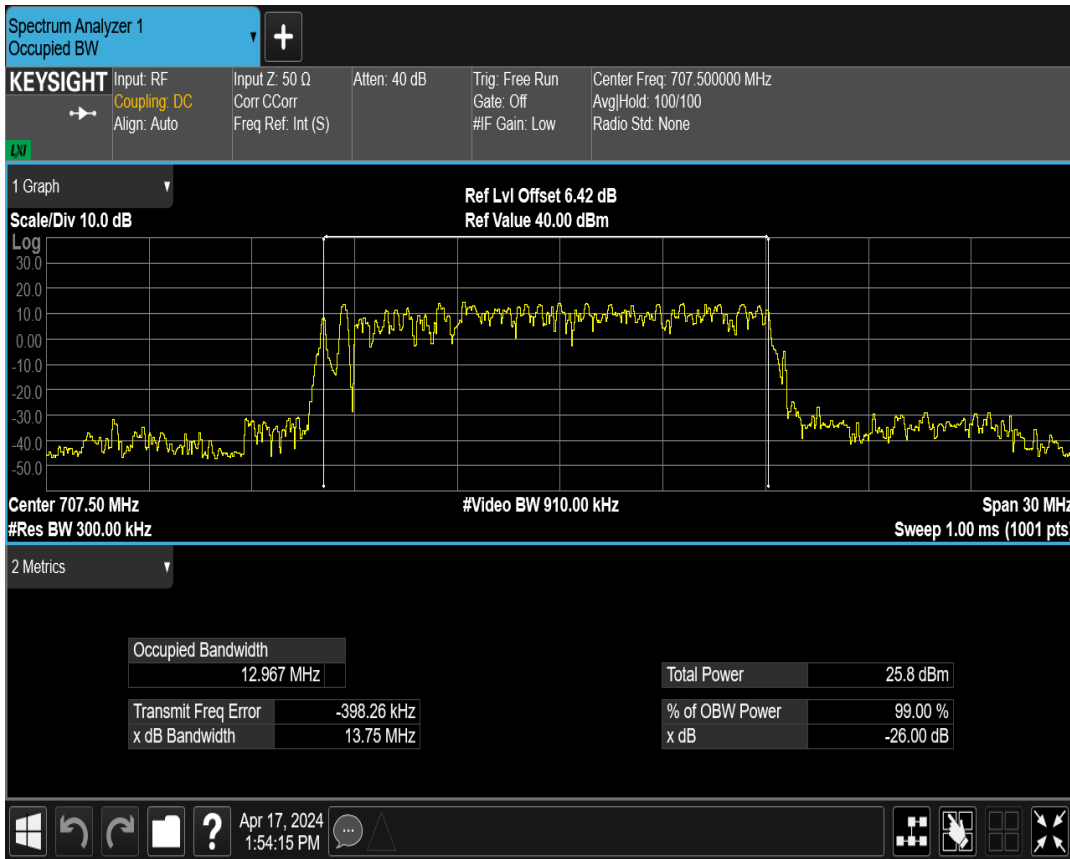 Spectrum Analyzer 1
Occupied BW
+
KEYSIGHT
LXI
Input: RF
Coupling: DC
Align: Auto
Input Z: 50 Ω
Corr CCorr
Freq Ref: Int (S)
Atten: 40 dB
Trig: Free Run
Gate: Off
#IF Gain: Low
Center Freq: 707.500000 MHz
Avg|Hold: 100/100
Radio Std: None
1 Graph
Ref Lvl Offset 6.42 dB
Scale/Div 10.0 dB
Ref Value 40.00 dBm
Log
30.0
20.0
10.0
0.00
-10.0
-20.0
-30.0
-40.0
-50.0
Center 707.50 MHz
#Video BW 910.00 kHz
Span 30 MHz
#Res BW 300.00 kHz
Sweep 1.00 ms (1001 pts)
2 Metrics
Occupied Bandwidth
12.967 MHz
Total Power 25.8 dBm
Transmit Freq Error -398.26 kHz
% of OBW Power 99.00 %
x dB Bandwidth 13.75 MHz
x dB -26.00 dB
?
Apr 17, 2024
1:54:15 PM